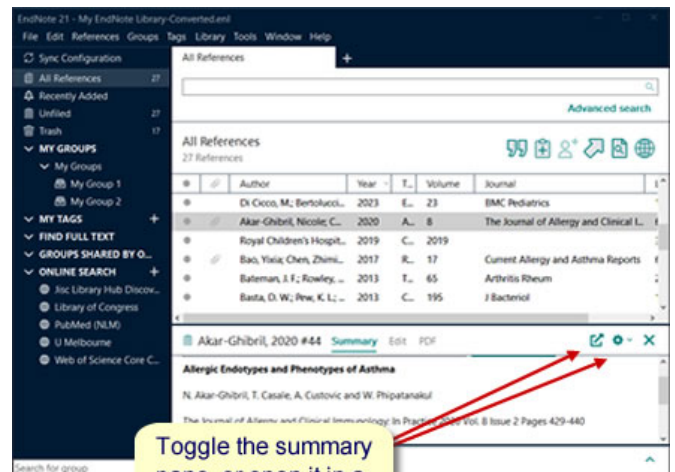 EndNote 21 - My EndNote Library-Converted.enl
File Edit References Groups Tags Library Tools Window Help
Sync Configuration
All References 27
Recently Added
Unfiled 27
Trash 17
MY GROUPS
My Groups
My Group 1
My Group 2
MY TAGS +
FIND FULL TEXT
GROUPS SHARED BY O...
ONLINE SEARCH +
Jisc Library Hub Discov...
Library of Congress
PubMed (NLM)
U Melbourne
Web of Science Core C...
Search for group
All References +
Advanced search
All References
27 References
Author Year T... Volume Journal
Di Cicco, M.; Bertolucci... 2023 E... 23 BMC Pediatrics
Akar-Ghibril, Nicole; C... 2020 A... 8 The Journal of Allergy and Clinical I...
Royal Children's Hospit... 2019 C... 2019
Bao, Yixia; Chen, Zhimi... 2017 R... 17 Current Allergy and Asthma Reports
Bateman, J. F.; Rowley, ... 2013 T... 65 Arthritis Rheum
Basta, D. W.; Pew, K. L.; ... 2013 C... 195 J Bacteriol
Akar-Ghibril, 2020 #44 Summary Edit PDF
Allergic Endotypes and Phenotypes of Asthma
N. Akar-Ghibril, T. Casale, A. Custovic and W. Phipatanakul
The Journal of Allergy and Clinical Immunology: In Practice 2020 Vol. 8 Issue 2 Pages 429-440
Toggle the summary
pane, or open it in a